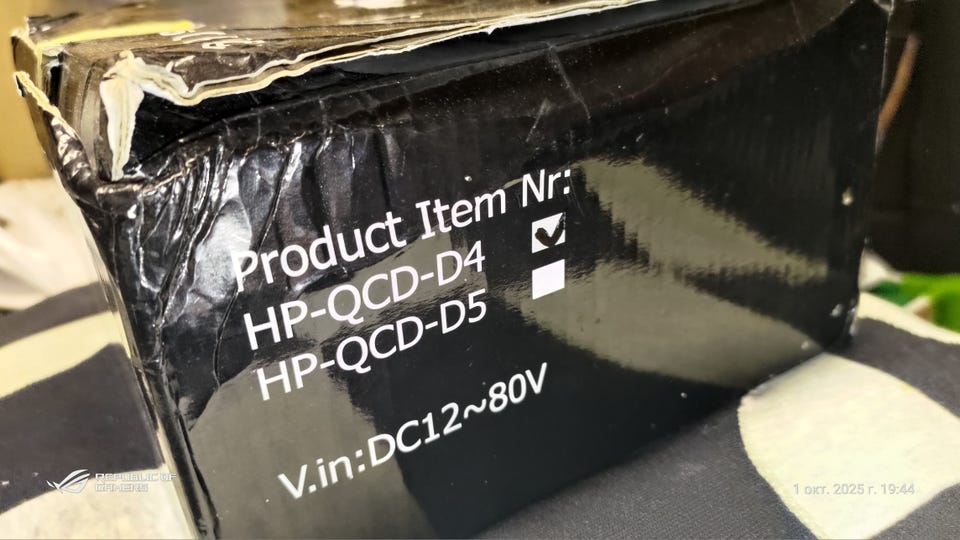 Product Item Nr:
HP-QCD-D4
HP-QCD-D5
V.in:DC12~80V
REPUBLIC OF
GAMERS
1 окт. 2025 г. 19:44